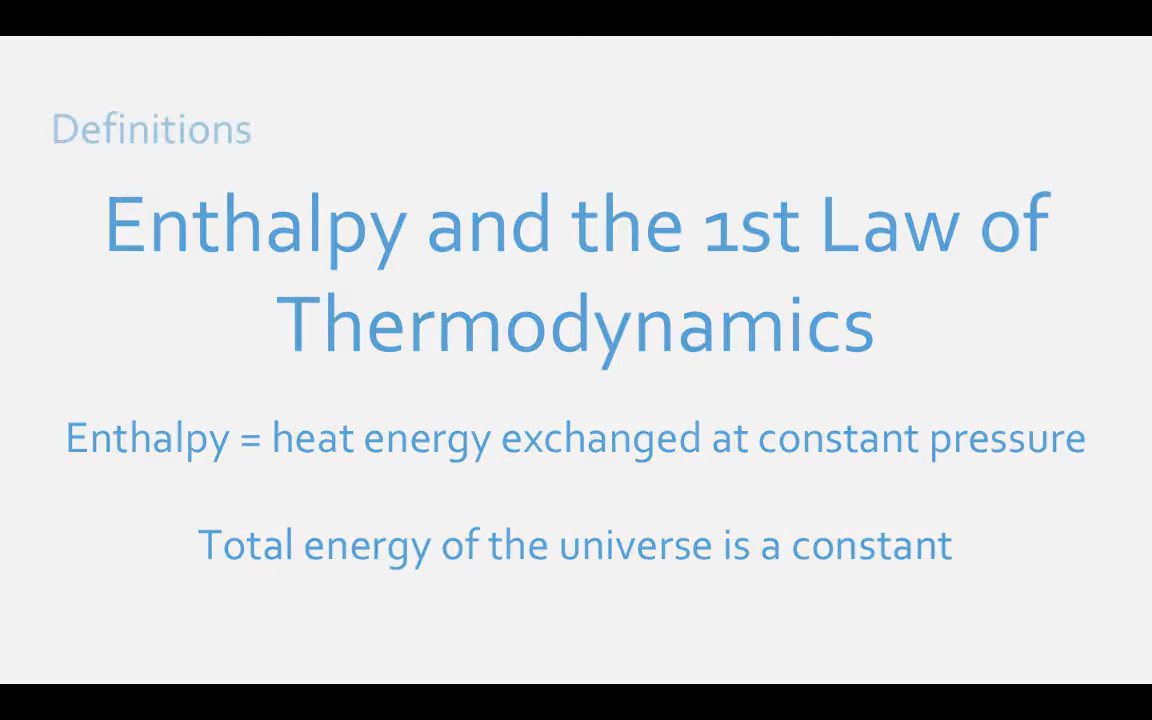 Definitions
Enthalpy and the 1st Law of
Thermodynamics
Enthalpy = heat energy exchanged at constant pressure
Total energy of the universe is a constant